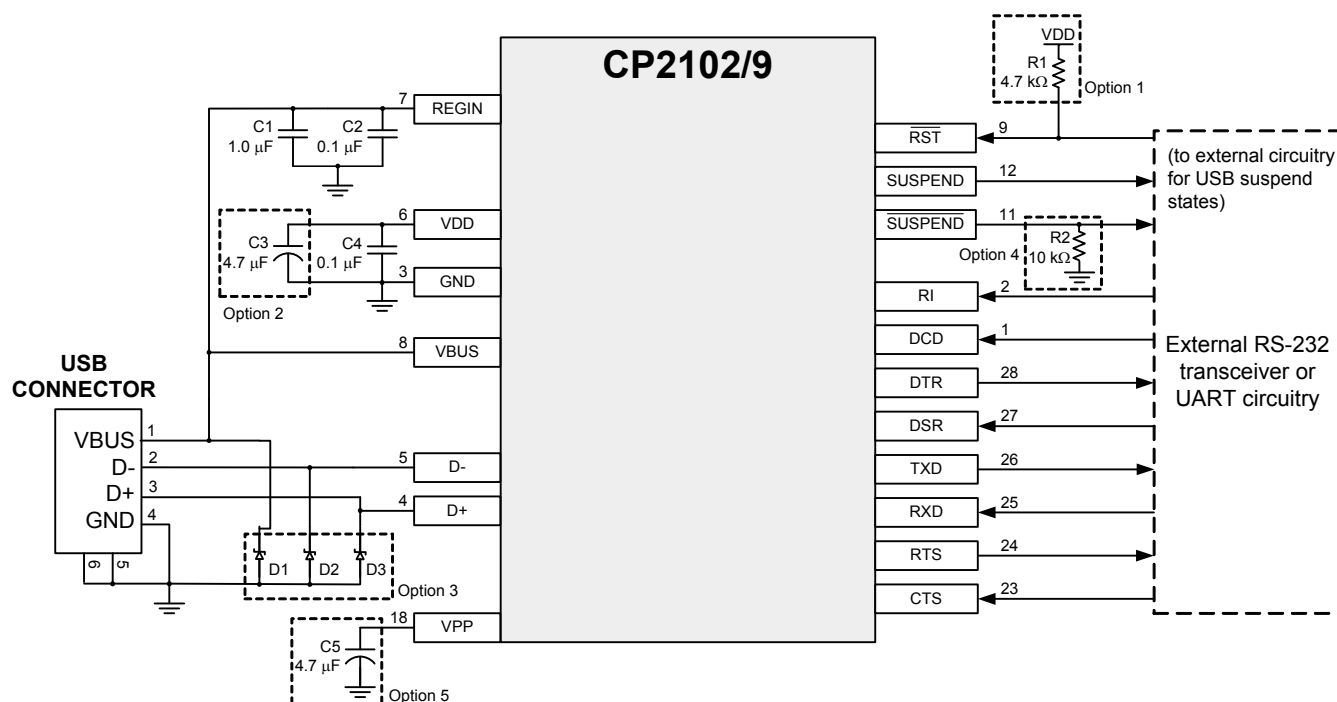 CP2102/9
VDD
R1
4.7 kΩ
Option 1
7
REGIN
C1
1.0 μF
C2
0.1 μF
6
VDD
C3
4.7 μF
C4
0.1 μF
3
GND
Option 2
8
VBUS
USB
CONNECTOR
VBUS
1
D-
2
D+
3
GND
4
6
5
5
D-
4
D+
D1
D2
D3
Option 3
18
VPP
C5
4.7 μF
Option 5
RST
9
SUSPEND
12
SUSPEND
11
Option 4
R2
10 kΩ
RI
2
DCD
1
DTR
28
DSR
27
TXD
26
RXD
25
RTS
24
CTS
23
(to external circuitry
for USB suspend
states)
External RS-232
transceiver or
UART circuitry